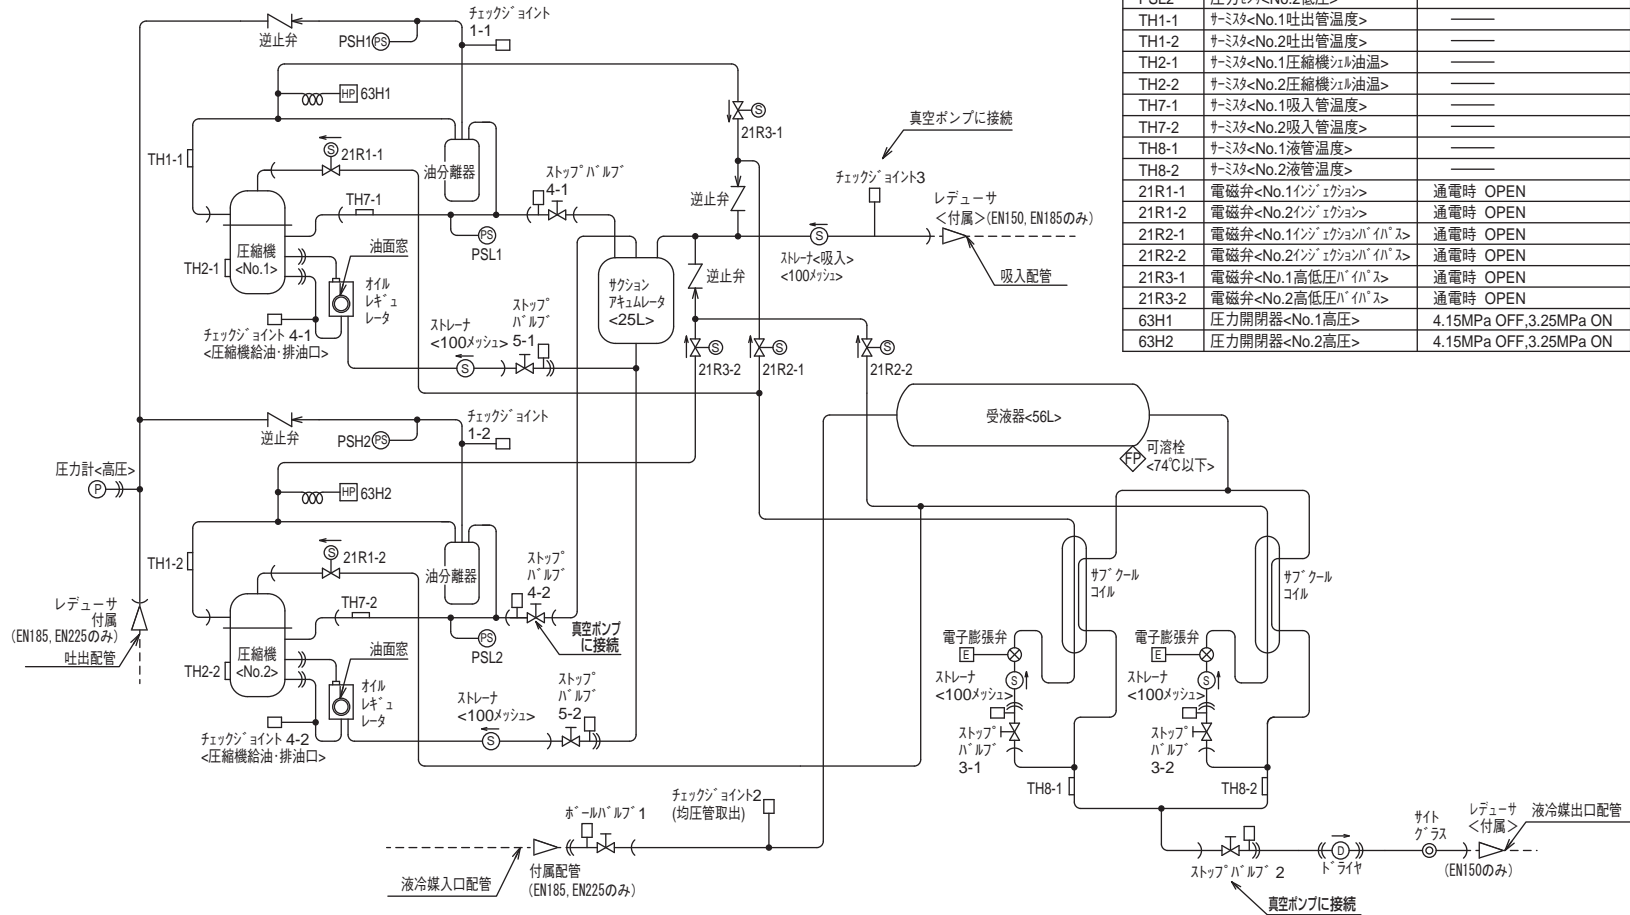 PSL2 圧力ｾﾝｻ<No.2低圧>
TH1-1 ｻｰﾐｽﾀ<No.1吐出管温度> ――
TH1-2 ｻｰﾐｽﾀ<No.2吐出管温度> ――
TH2-1 ｻｰﾐｽﾀ<No.1圧縮機ｼｪﾙ油温> ――
TH2-2 ｻｰﾐｽﾀ<No.2圧縮機ｼｪﾙ油温> ――
TH7-1 ｻｰﾐｽﾀ<No.1吸入管温度> ――
TH7-2 ｻｰﾐｽﾀ<No.2吸入管温度> ――
TH8-1 ｻｰﾐｽﾀ<No.1液管温度> ――
TH8-2 ｻｰﾐｽﾀ<No.2液管温度> ――
21R1-1 電磁弁<No.1ｲﾝｼﾞｪｸｼｮﾝ> 通電時 OPEN
21R1-2 電磁弁<No.2ｲﾝｼﾞｪｸｼｮﾝ> 通電時 OPEN
21R2-1 電磁弁<No.1ｲﾝｼﾞｪｸｼｮﾝﾊﾞｲﾊﾟｽ> 通電時 OPEN
21R2-2 電磁弁<No.2ｲﾝｼﾞｪｸｼｮﾝﾊﾞｲﾊﾟｽ> 通電時 OPEN
21R3-1 電磁弁<No.1高低圧ﾊﾞｲﾊﾟｽ> 通電時 OPEN
21R3-2 電磁弁<No.2高低圧ﾊﾞｲﾊﾟｽ> 通電時 OPEN
63H1 圧力開閉器<No.1高圧> 4.15MPa OFF,3.25MPa ON
63H2 圧力開閉器<No.2高圧> 4.15MPa OFF,3.25MPa ON
ﾁｪｯｸｼﾞｮｲﾝﾄ
1-1
逆止弁
PSH1 PS
HP 63H1
TH1-1
S 21R1-1
油分離器
TH7-1
圧縮機
<No.1>
TH2-1
油面窓
ｵｲﾙ
ﾚｷﾞｭ
ﾚｰﾀ
ﾁｪｯｸｼﾞｮｲﾝﾄ 4-1
<圧縮機給油･排油口>
PS
PSL1
ｽﾄｯﾌﾟﾊﾞﾙﾌﾞ
4-1
ｽﾄﾚｰﾅ
<100ﾒｯｼｭ>
S
ｽﾄｯﾌﾟ
ﾊﾞﾙﾌﾞ
5-1
ｻｸｼｮﾝ
ｱｷｭﾑﾚｰﾀ
<25L>
S
21R3-1
逆止弁
逆止弁
真空ポンプに接続
ﾁｪｯｸｼﾞｮｲﾝﾄ3
S
ｽﾄﾚｰﾅ<吸入>
<100ﾒｯｼｭ>
ﾚﾃﾞｭｰｻ
＜付属＞(EN150, EN185のみ)
吸入配管
S
21R3-2
S
21R2-1
S
21R2-2
受液器<56L>
FP
可溶栓
<74℃以下>
ﾁｪｯｸｼﾞｮｲﾝﾄ
1-2
逆止弁
PSH2 PS
圧力計<高圧>
P
HP 63H2
TH1-2
S 21R1-2
油分離器
TH7-2
圧縮機
<No.2>
TH2-2
油面窓
ｵｲﾙ
ﾚｷﾞｭ
ﾚｰﾀ
ﾁｪｯｸｼﾞｮｲﾝﾄ 4-2
<圧縮機給油･排油口>
PS
PSL2
ｽﾄｯﾌﾟ
ﾊﾞﾙﾌﾞ
4-2
真空ポンプ
に接続
ｽﾄﾚｰﾅ
<100ﾒｯｼｭ>
S
ｽﾄｯﾌﾟ
ﾊﾞﾙﾌﾞ
5-2
ﾚﾃﾞｭｰｻ
付属
(EN185, EN225のみ)
吐出配管
ｻﾌﾞｸｰﾙ
ｺｲﾙ
ｻﾌﾞｸｰﾙ
ｺｲﾙ
電子膨張弁
E
ｽﾄﾚｰﾅ
<100ﾒｯｼｭ>
S
ｽﾄｯﾌﾟ
ﾊﾞﾙﾌﾞ
3-1
TH8-1
電子膨張弁
E
ｽﾄﾚｰﾅ
<100ﾒｯｼｭ>
S
ｽﾄｯﾌﾟ
ﾊﾞﾙﾌﾞ
3-2
TH8-2
ﾎﾞｰﾙﾊﾞﾙﾌﾞ1
ﾁｪｯｸｼﾞｮｲﾝﾄ2
(均圧管取出)
液冷媒入口配管
付属配管
(EN185, EN225のみ)
ｽﾄｯﾌﾟﾊﾞﾙﾌﾞ2
真空ポンプに接続
D
ﾄﾞﾗｲﾔ
ｻｲﾄ
ｸﾞﾗｽ
ﾚﾃﾞｭｰｻ
＜付属＞
(EN150のみ)
液冷媒出口配管